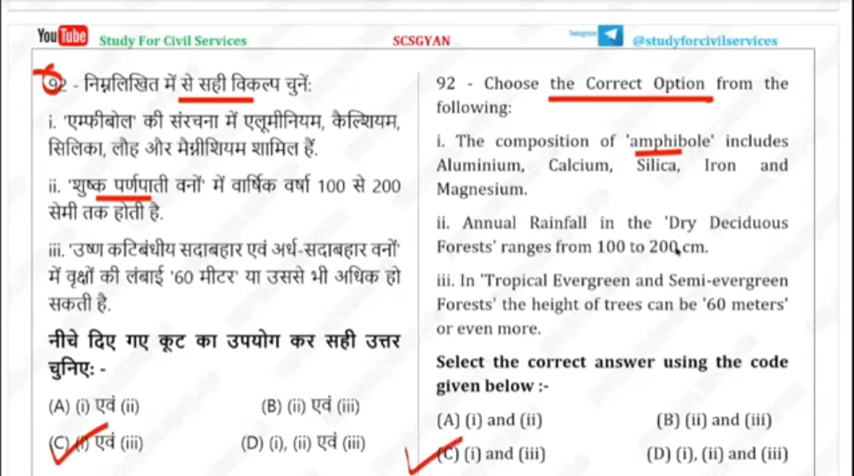 YouTube Study For Civil Services
SCSGYAN
Telegram @studyforcivilservices
92 - निम्नलिखित में से सही विकल्प चुनें:
i. 'एम्फीबोल' की संरचना में एलूमीनियम, कैल्शियम,
सिलिका, लौह और मैग्नीशियम शामिल हैं.
ii. 'शुष्क पर्णपाती वनों' में वार्षिक वर्षा 100 से 200
सेमी तक होती है.
iii. 'उष्ण कटिबंधीय सदाबहार एवं अर्ध-सदाबहार वनों'
में वृक्षों की लंबाई '60 मीटर' या उससे भी अधिक हो
सकती है.
नीचे दिए गए कूट का उपयोग कर सही उत्तर
चुनिए: -
(A) (i) एवं (ii)
(B) (ii) एवं (iii)
(C) (i) एवं (iii)
(D) (i), (ii) एवं (iii)
92 - Choose the Correct Option from the
following:
i. The composition of 'amphibole' includes
Aluminium, Calcium, Silica, Iron and
Magnesium.
ii. Annual Rainfall in the 'Dry Deciduous
Forests' ranges from 100 to 200 cm.
iii. In 'Tropical Evergreen and Semi-evergreen
Forests' the height of trees can be '60 meters'
or even more.
Select the correct answer using the code
given below :-
(A) (i) and (ii)
(B) (ii) and (iii)
(C) (i) and (iii)
(D) (i), (ii) and (iii)